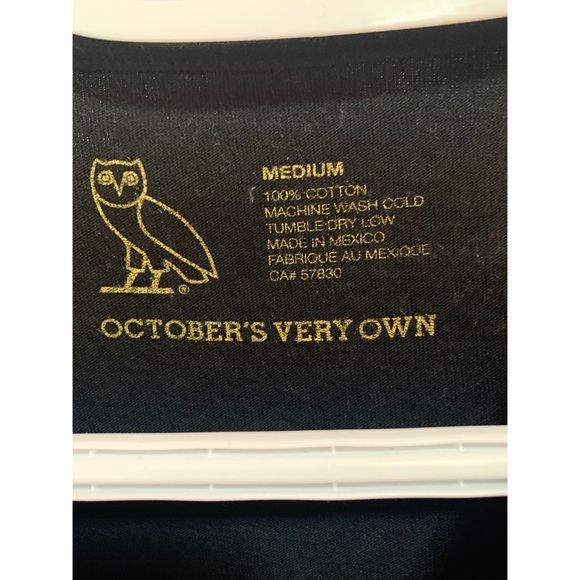 MEDIUM
100% COTTON
MACHINE WASH COLD
TUMBLE DRY LOW
MADE IN MEXICO
FABRIQUE AU MEXIQUE
CA# 57830
®
OCTOBER'S VERY OWN